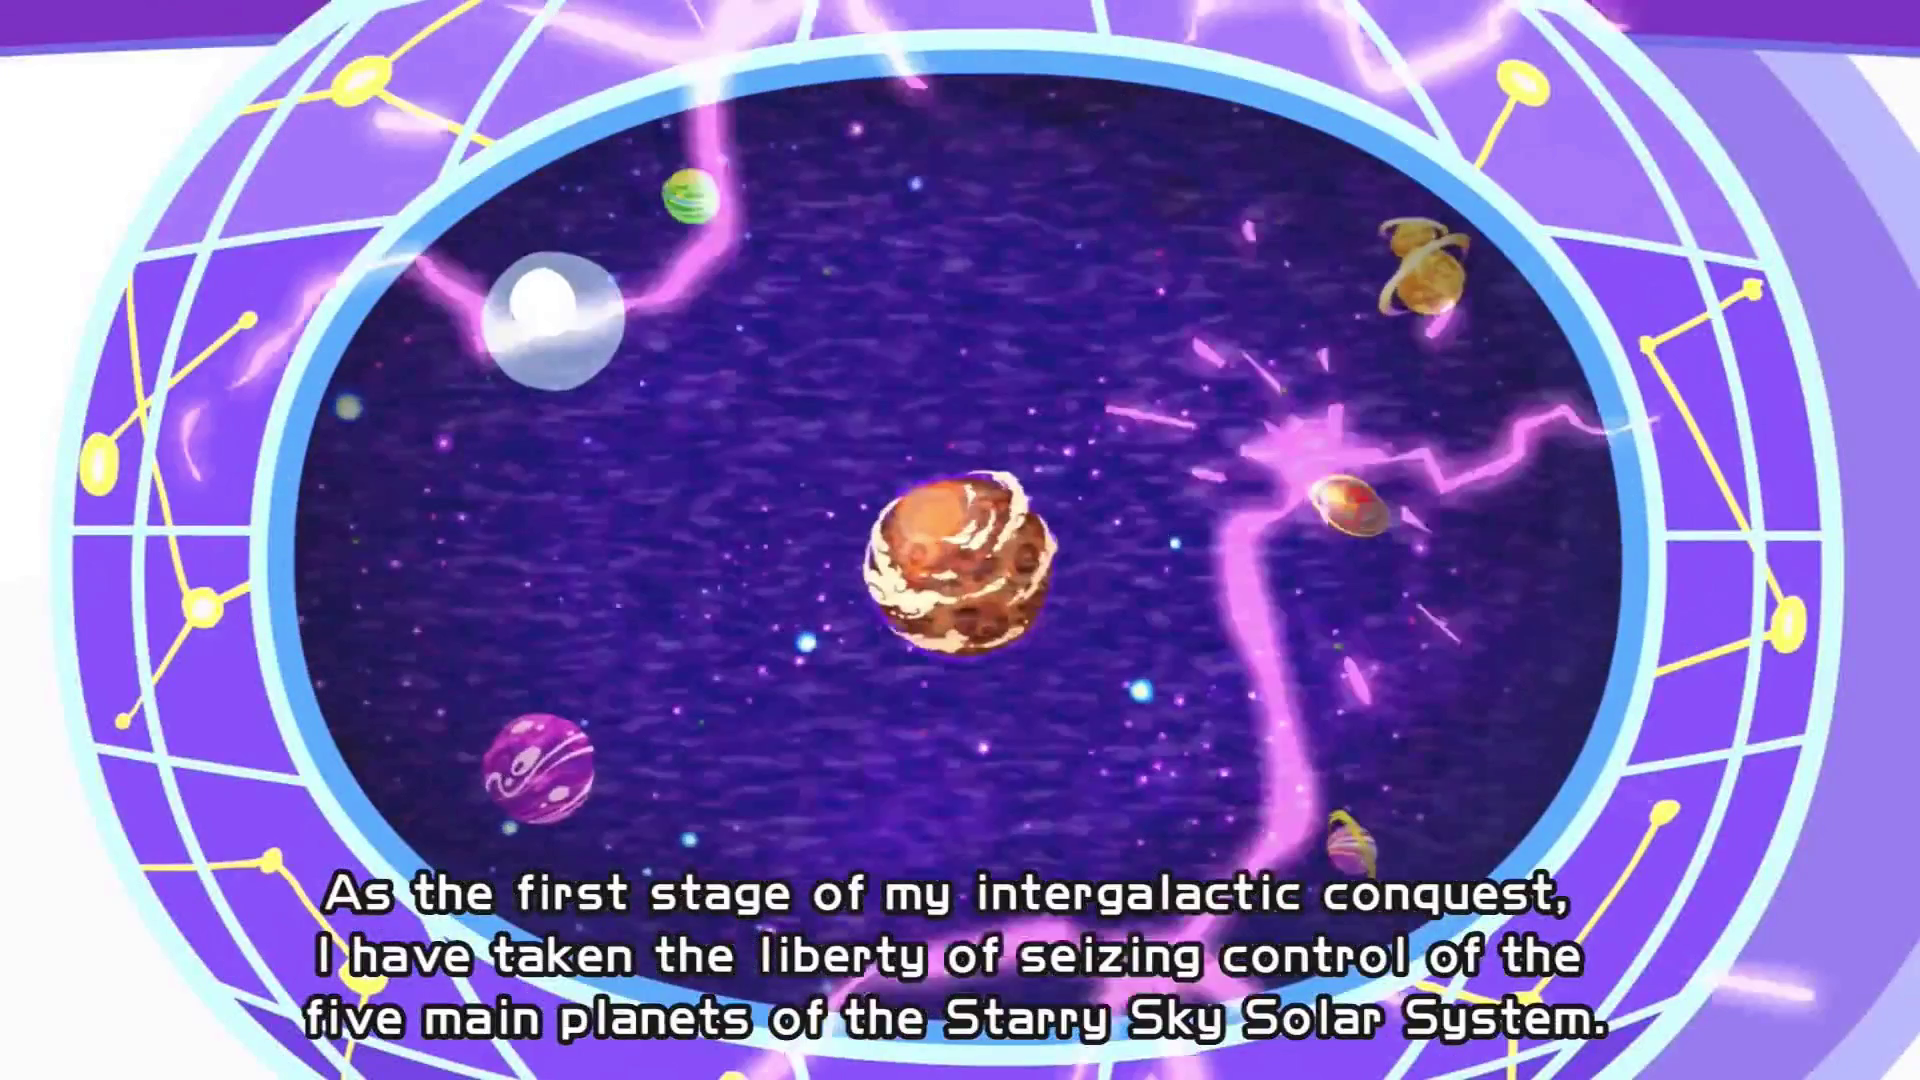 As the first stage of my intergalactic conquest,
I have taken the liberty of seizing control of the
five main planets of the Starry Sky Solar System.